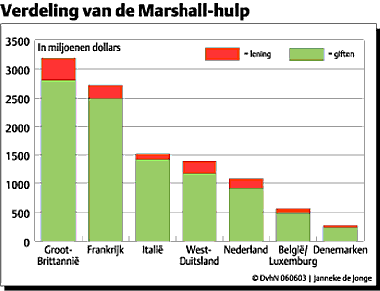 Verdeling van de Marshall-hulp
In miljoenen dollars
= lening
= giften
3500
3000
2500
2000
1500
1000
500
0
Groot-
Brittannië
Frankrijk
Italië
West-
Duitsland
Nederland
België/
Luxemburg
Denemarken
© DvhN 060603 | Janneke de Jonge